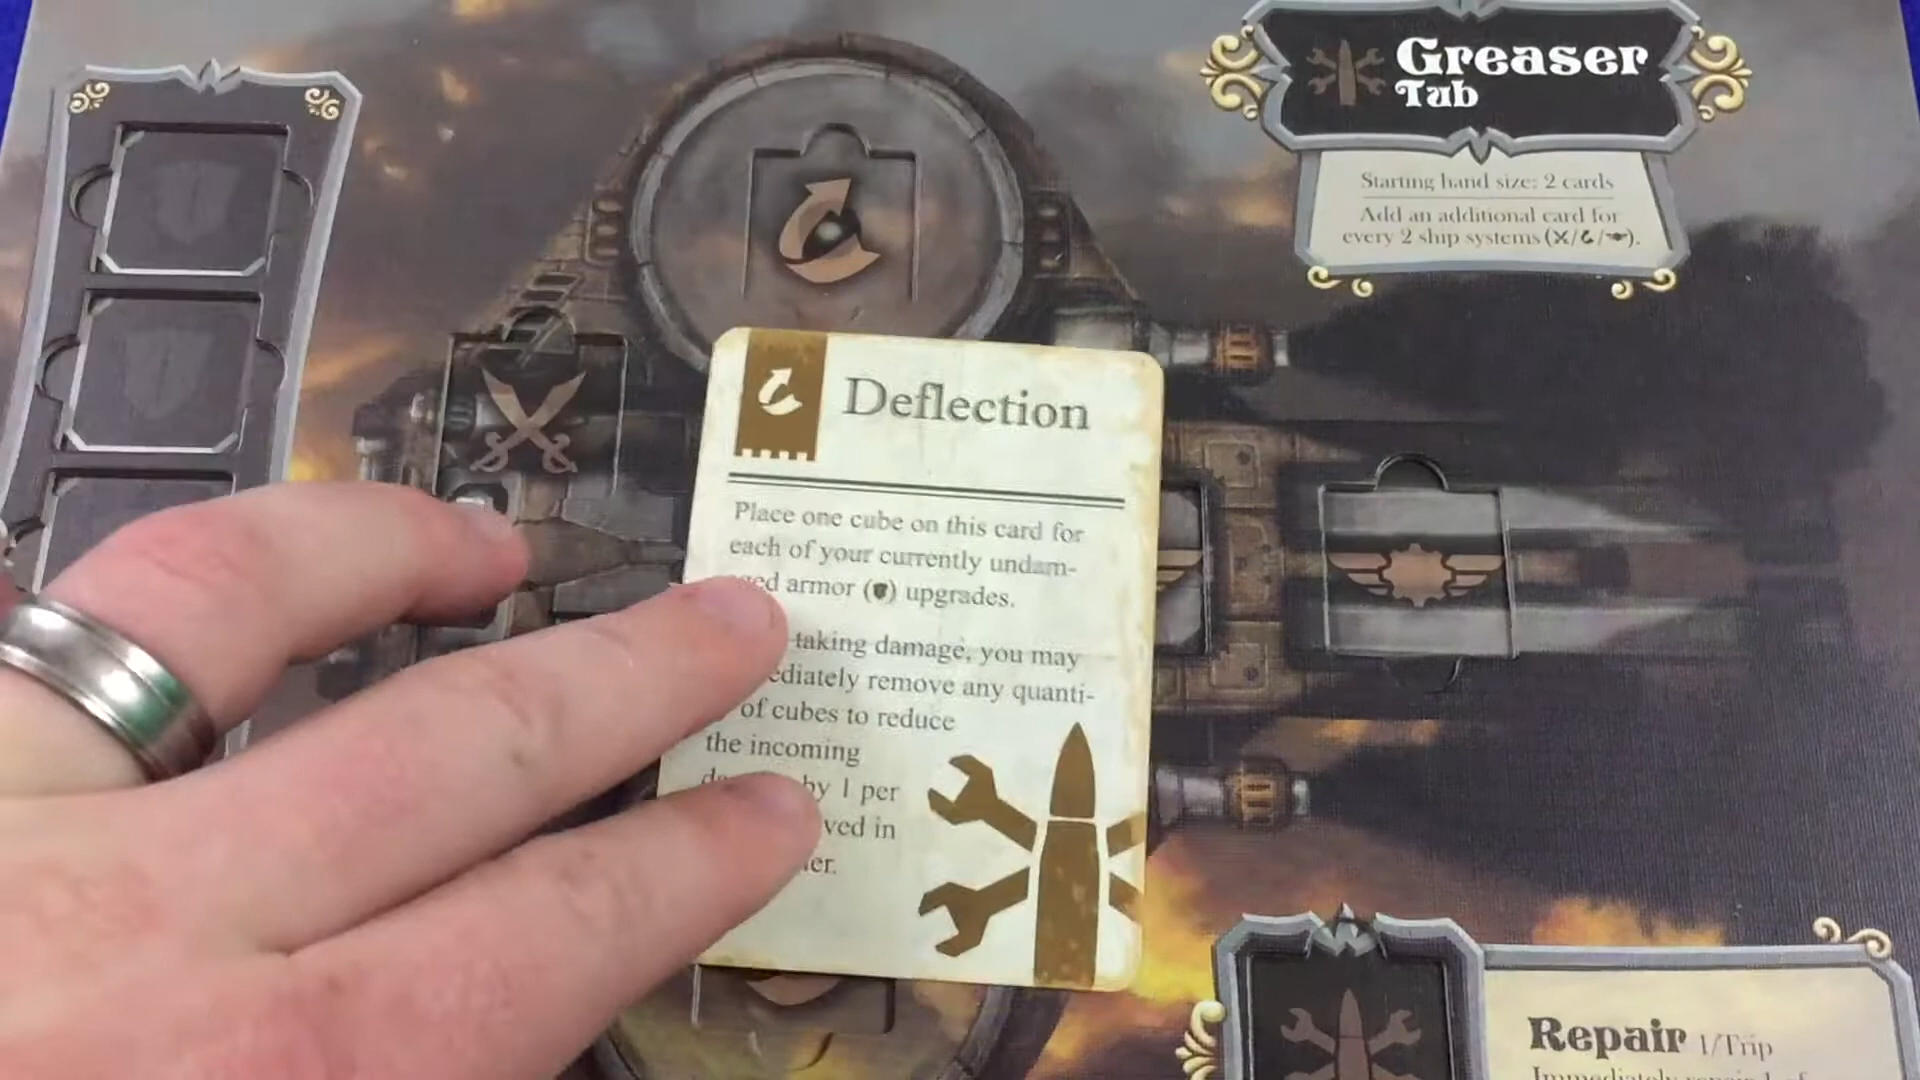 Greaser
Tub
Starting hand size: 2 cards
Add an additional card for
every 2 ship systems (/ / ).
Deflection
Place one cube on this card for
each of your currently undam-
armor ( ) upgrades.
taking damage, you may
remove any quanti-
of cubes to reduce
the incoming
by 1 per
in
Repair 1/Trip